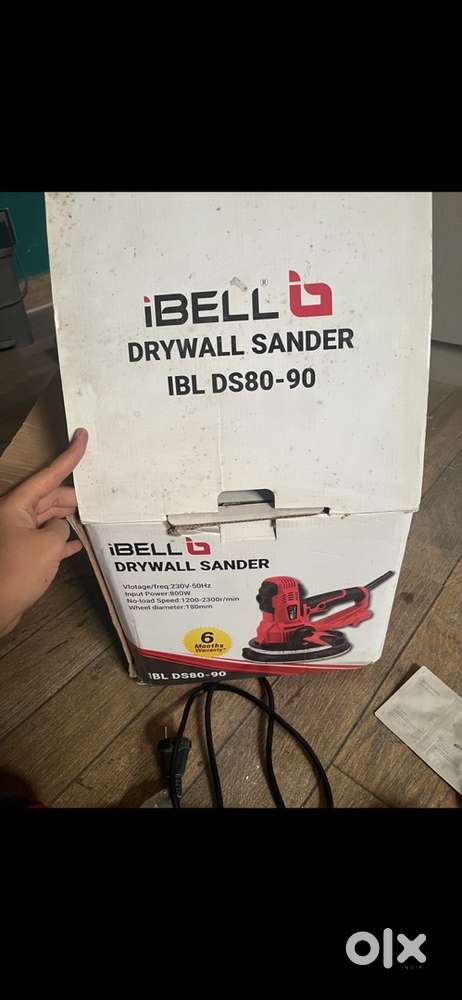 iBELL ®
DRYWALL SANDER
IBL DS80-90
iBELL
DRYWALL SANDER
Vlotage/freq:230V-50Hz
Input Power:800W
No-load Speed:1200-2300r/min
Wheel diameter:180mm
6
Months
Warranty*
IBL DS80-90
olx
INDIA